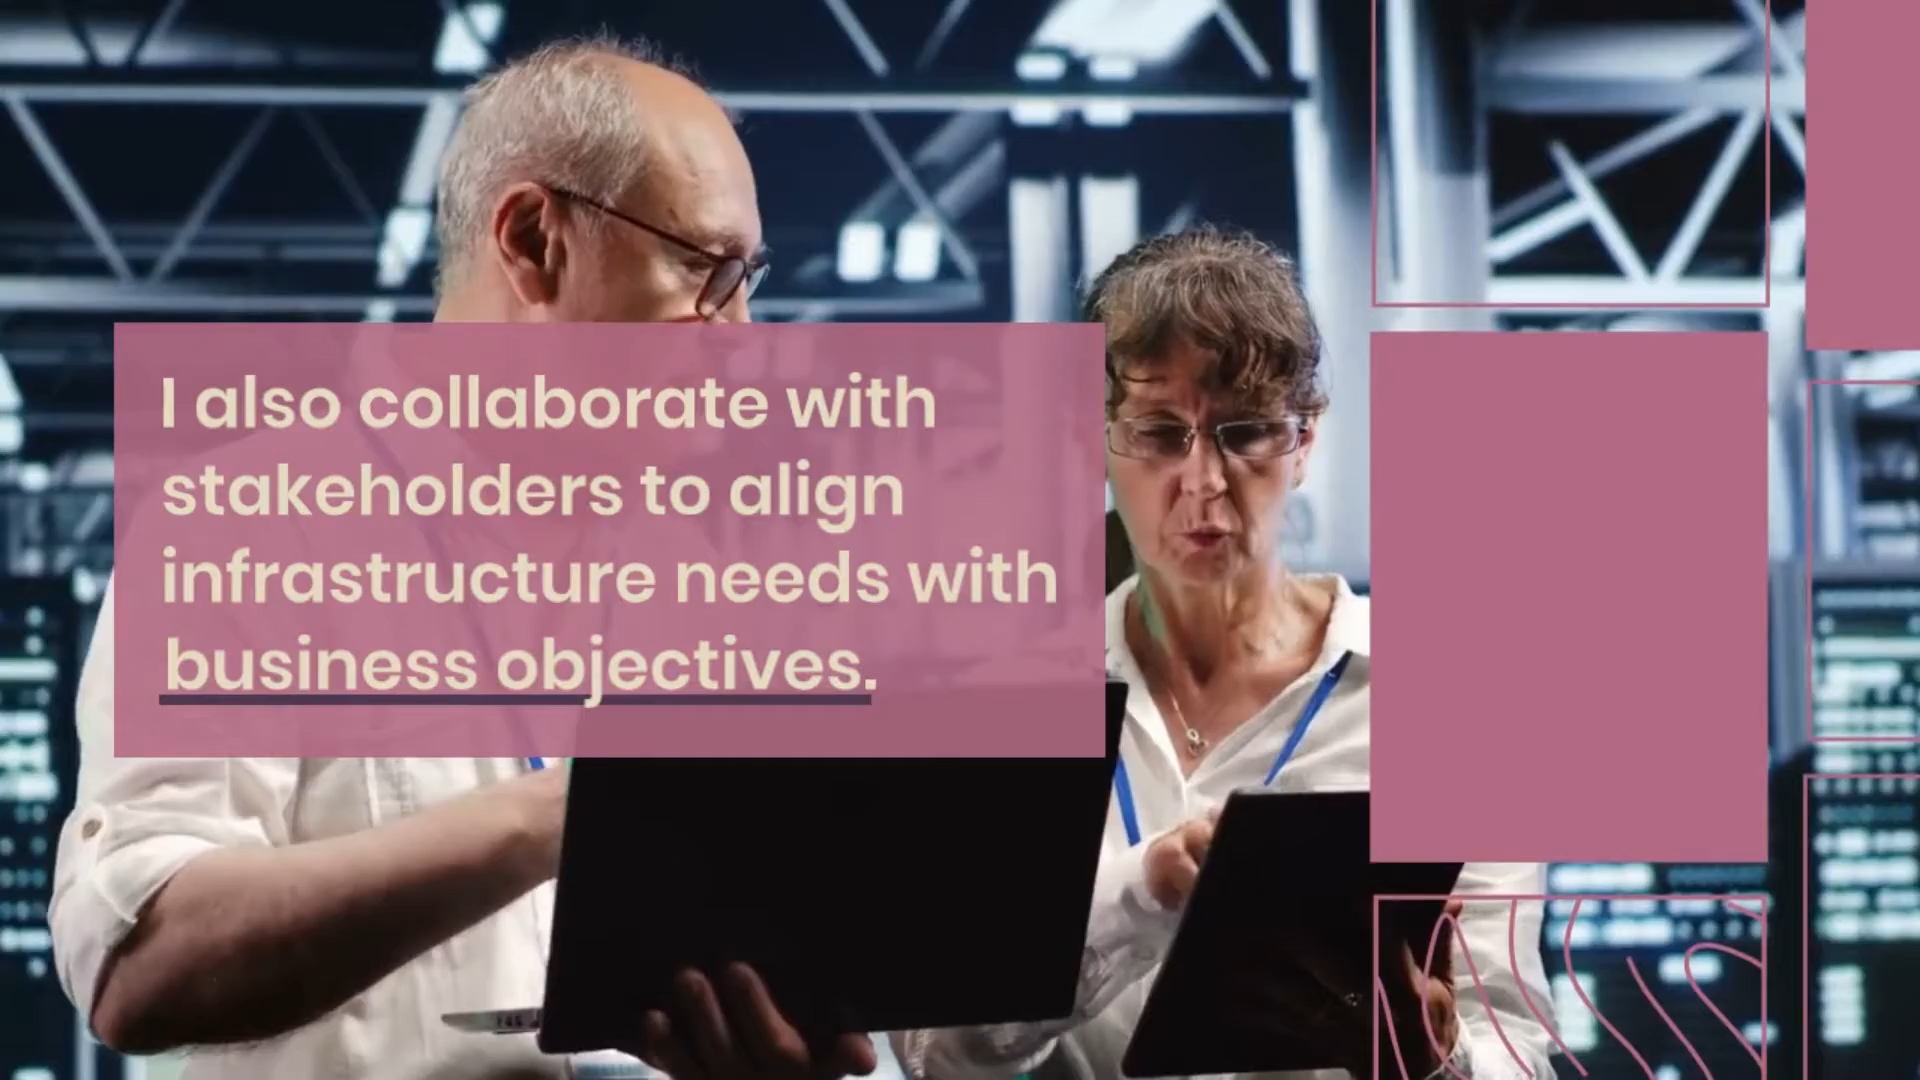 I also collaborate with
stakeholders to align
infrastructure needs with
business objectives.